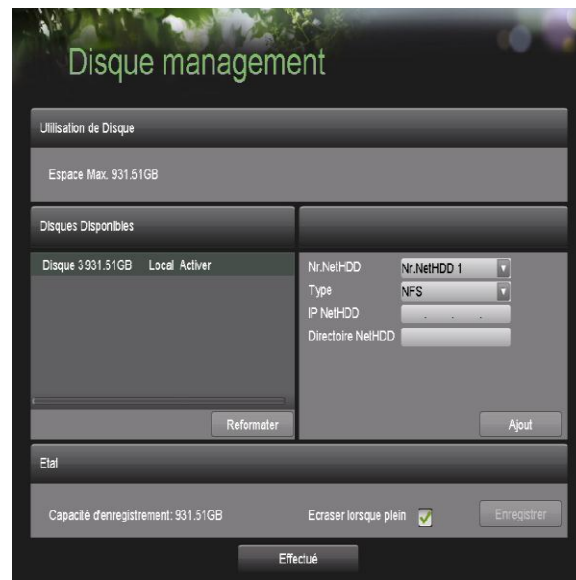 Disque management
Utilisation de Disque
Espace Max. 931.51GB
Disques Disponibles
Disque 3 931.51GB Local Activer
Nr.NetHDD Nr.NetHDD 1
Type NFS
IP NetHDD . . .
Directoire NetHDD
Reformater
Ajout
Etat
Capacité d'enregistrement: 931.51GB
Ecraser lorsque plein
Enregistrer
Effectué